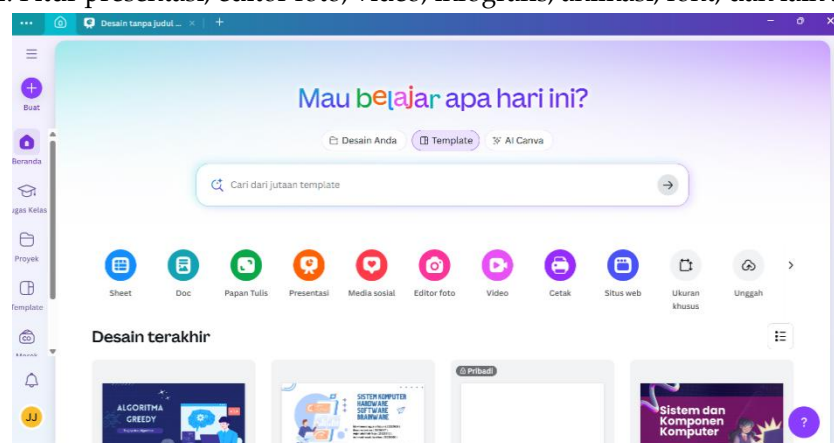 Fitur presentasi, editor foto, video, infografis, animasi, font, dan lain
Desain tanpa judul ...
Mau belajar apa hari ini?
Desain Anda
Template
AI Canva
Cari dari jutaan template
Buat
Beranda
ugas Kelas
Proyek
Template
Sheet
Doc
Papan Tulis
Presentasi
Media sosial
Editor foto
Video
Cetak
Situs web
Ukuran khusus
Unggah
Desain terakhir
Pribadi
ALGORITMA
GREEDY
SISTEM KOMPUTER
HARDWARE
SOFTWARE
BRAINWARE
Sistem dan
Komponen
Komputer
JJ
?